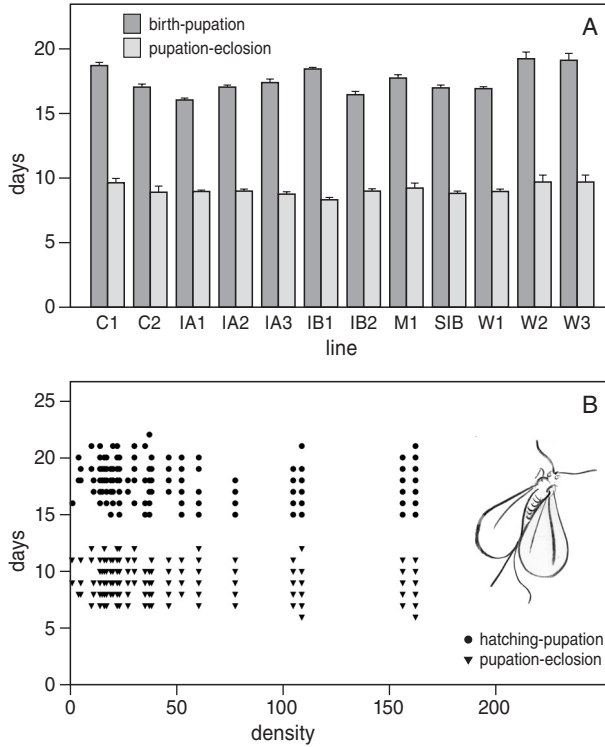 A
birth-pupation
pupation-eclosion
20
15
10
5
0
days
C1 C2 IA1 IA2 IA3 IB1 IB2 M1 SIB W1 W2 W3
line
B
25
20
15
10
5
0
days
hatching-pupation
pupation-eclosion
0 50 100 150 200
density